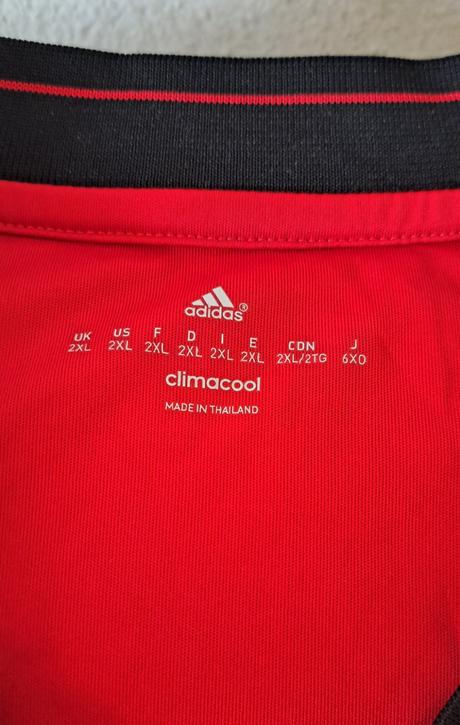 adidas®
UK US F D I E CDN J
2XL 2XL 2XL 2XL 2XL 2XL 2XL/2TG 6XO
climacool
MADE IN THAILAND